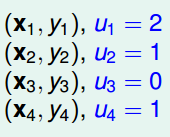 (x₁, y₁), u₁ = 2
(x₂, y₂), u₂ = 1
(x₃, y₃), u₃ = 0
(x₄, y₄), u₄ = 1